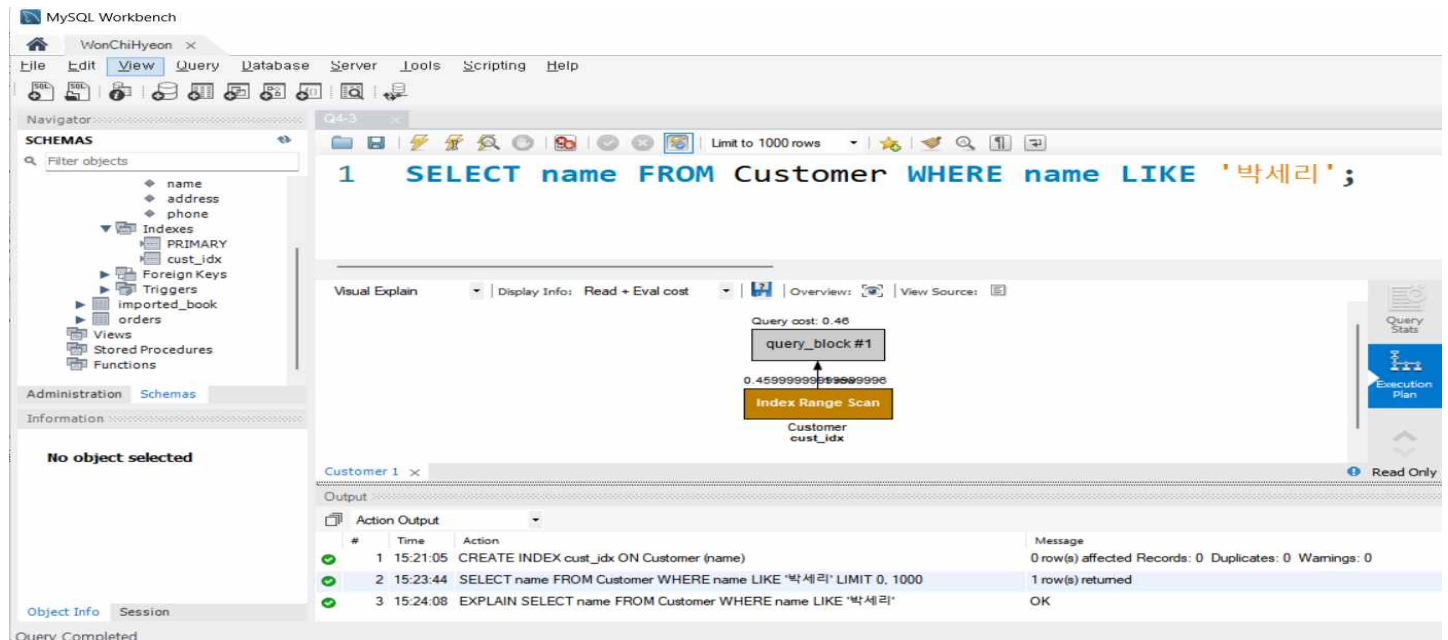 MySQL Workbench
WonChiHyeon ×
File Edit View Query Database Server Tools Scripting Help
Navigator
Q4-3 ×
SCHEMAS
Filter objects
Limit to 1000 rows
name
address
phone
Indexes
PRIMARY
cust_idx
Foreign Keys
Triggers
imported_book
orders
Views
Stored Procedures
Functions
1 SELECT name FROM Customer WHERE name LIKE '박세리';
Visual Explain Display Info: Read + Eval cost Overview: View Source:
Query cost: 0.46
query_block #1
Index Range Scan
Customer
cust_idx
Query
Stats
Execution
Plan
Administration Schemas
Information
No object selected
Customer 1 ×
Read Only
Output
Action Output
# Time Action Message
1 15:21:05 CREATE INDEX cust_idx ON Customer (name) 0 row(s) affected Records: 0 Duplicates: 0 Warnings: 0
2 15:23:44 SELECT name FROM Customer WHERE name LIKE '박세리' LIMIT 0, 1000 1 row(s) returned
3 15:24:08 EXPLAIN SELECT name FROM Customer WHERE name LIKE '박세리' OK
Object Info Session
Query Completed